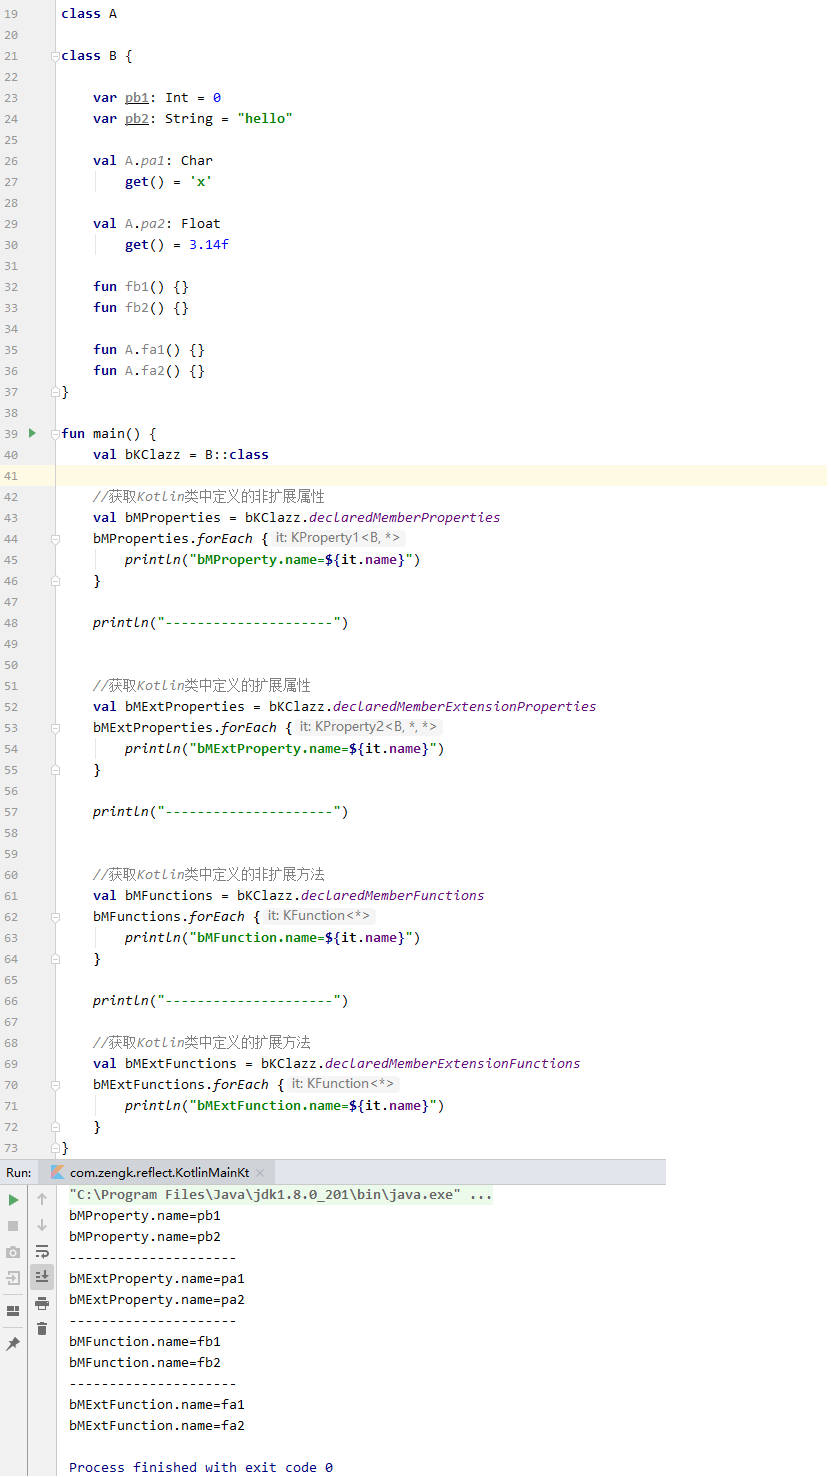 19 class A
20
21 class B {
22
23 var pb1: Int = 0
24 var pb2: String = "hello"
25
26 val A.pa1: Char
27 get() = 'x'
28
29 val A.pa2: Float
30 get() = 3.14f
31
32 fun fb1() {}
33 fun fb2() {}
34
35 fun A.fa1() {}
36 fun A.fa2() {}
37 }
38
39 fun main() {
40 val bKClazz = B::class
41
42 //获取Kotlin类中定义的非扩展属性
43 val bMProperties = bKClazz.declaredMemberProperties
44 bMProperties.forEach { it: KProperty1<B, *>
45 println("bMProperty.name=${it.name}")
46 }
47
48 println("---------------------")
49
50
51 //获取Kotlin类中定义的扩展属性
52 val bMExtProperties = bKClazz.declaredMemberExtensionProperties
53 bMExtProperties.forEach { it: KProperty2<B, *, *>
54 println("bMExtProperty.name=${it.name}")
55 }
56
57 println("---------------------")
58
59
60 //获取Kotlin类中定义的非扩展方法
61 val bMFunctions = bKClazz.declaredMemberFunctions
62 bMFunctions.forEach { it: KFunction<*>
63 println("bMFunction.name=${it.name}")
64 }
65
66 println("---------------------")
67
68 //获取Kotlin类中定义的扩展方法
69 val bMExtFunctions = bKClazz.declaredMemberExtensionFunctions
70 bMExtFunctions.forEach { it: KFunction<*>
71 println("bMExtFunction.name=${it.name}")
72 }
73 }
Run: com.zengk.reflect.KotlinMainKt ×
"C:\Program Files\Java\jdk1.8.0_201\bin\java.exe" ...
bMProperty.name=pb1
bMProperty.name=pb2
---------------------
bMExtProperty.name=pa1
bMExtProperty.name=pa2
---------------------
bMFunction.name=fb1
bMFunction.name=fb2
---------------------
bMExtFunction.name=fa1
bMExtFunction.name=fa2
Process finished with exit code 0